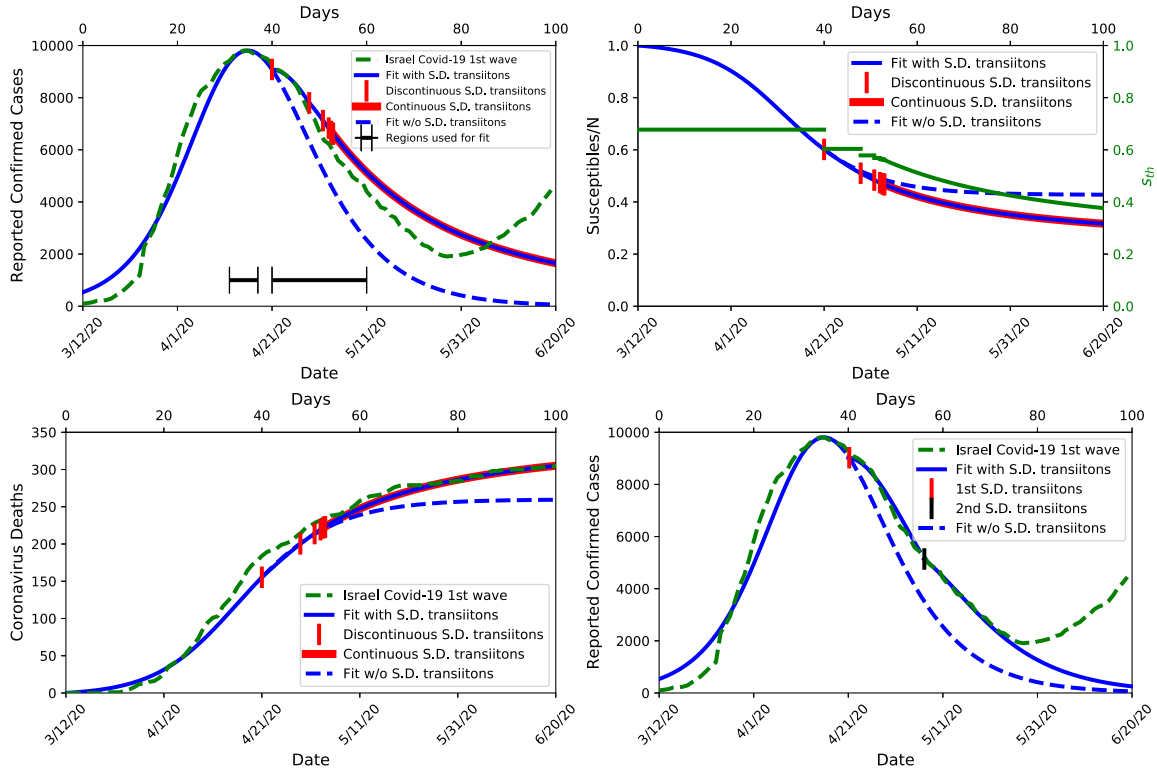 Days
0 20 40 60 80 100
10000
8000
6000
4000
2000
0
Reported Confirmed Cases
Israel Covid-19 1st wave
Fit with S.D. transiitons
Discontinuous S.D. transiitons
Continuous S.D. transiitons
Fit w/o S.D. transiitons
Regions used for fit
3/12/20 4/1/20 4/21/20 5/11/20 5/31/20 6/20/20
Date
Days
0 20 40 60 80 100
1.0
0.8
0.6
0.4
0.2
0.0
Susceptibles/N
Fit with S.D. transiitons
Discontinuous S.D. transiitons
Continuous S.D. transiitons
Fit w/o S.D. transiitons
1.0
0.8
0.6
0.4
0.2
0.0
sth
3/12/20 4/1/20 4/21/20 5/11/20 5/31/20 6/20/20
Date
Days
0 20 40 60 80 100
350
300
250
200
150
100
50
0
Coronavirus Deaths
Israel Covid-19 1st wave
Fit with S.D. transiitons
Discontinuous S.D. transiitons
Continuous S.D. transiitons
Fit w/o S.D. transiitons
3/12/20 4/1/20 4/21/20 5/11/20 5/31/20 6/20/20
Date
Days
0 20 40 60 80 100
10000
8000
6000
4000
2000
0
Reported Confirmed Cases
Israel Covid-19 1st wave
Fit with S.D. transiitons
1st S.D. transiitons
2nd S.D. transiitons
Fit w/o S.D. transiitons
3/12/20 4/1/20 4/21/20 5/11/20 5/31/20 6/20/20
Date